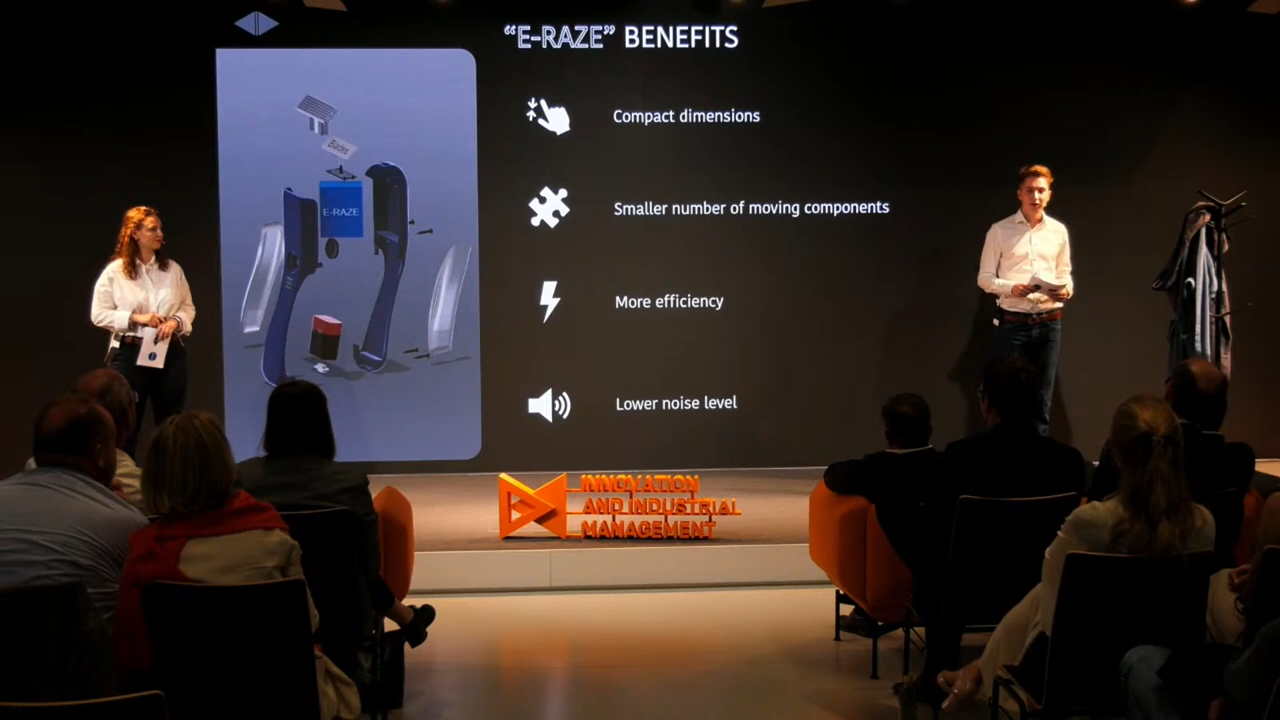 “E-RAZE” BENEFITS
Blades
E-RAZE
Compact dimensions
Smaller number of moving components
More efficiency
Lower noise level
INNOVATION
AND INDUSTRIAL
MANAGEMENT